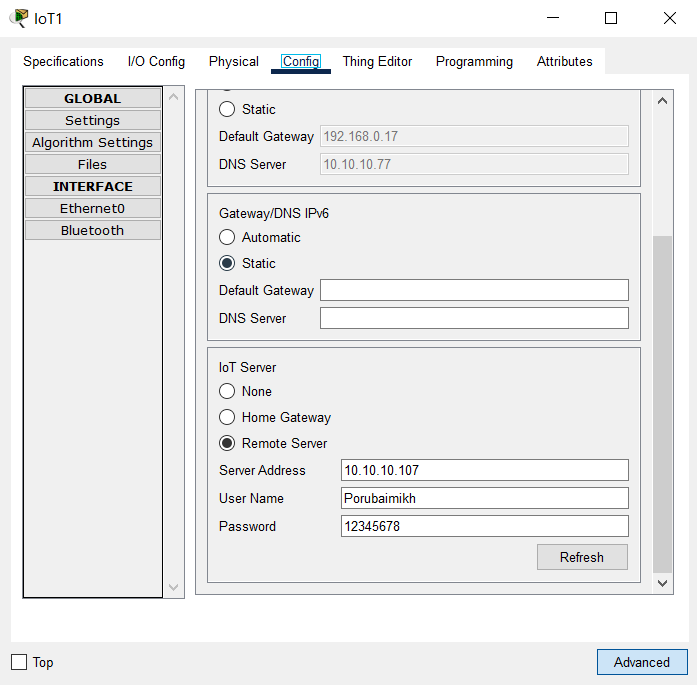 IoT1
Specifications I/O Config Physical Config Thing Editor Programming Attributes
GLOBAL
Settings
Algorithm Settings
Files
INTERFACE
Ethernet0
Bluetooth
Static
Default Gateway 192.168.0.17
DNS Server 10.10.10.77
Gateway/DNS IPv6
Automatic
Static
Default Gateway
DNS Server
IoT Server
None
Home Gateway
Remote Server
Server Address 10.10.10.107
User Name Porubaimikh
Password 12345678
Refresh
Top
Advanced